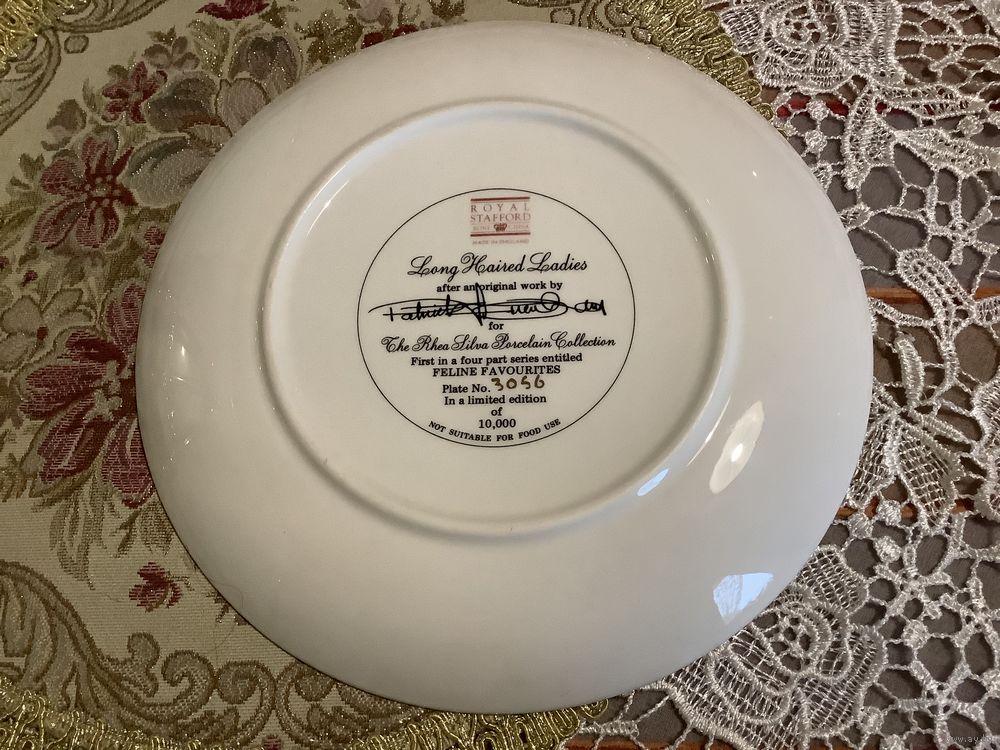 ROYAL
STAFFORD
BONE CHINA
MADE IN ENGLAND
Long Haired Ladies
after an original work by
for
The Rhea Silva Porcelain Collection
First in a four part series entitled
FELINE FAVOURITES
Plate No. 3056
In a limited edition
of
10,000
NOT SUITABLE FOR FOOD USE